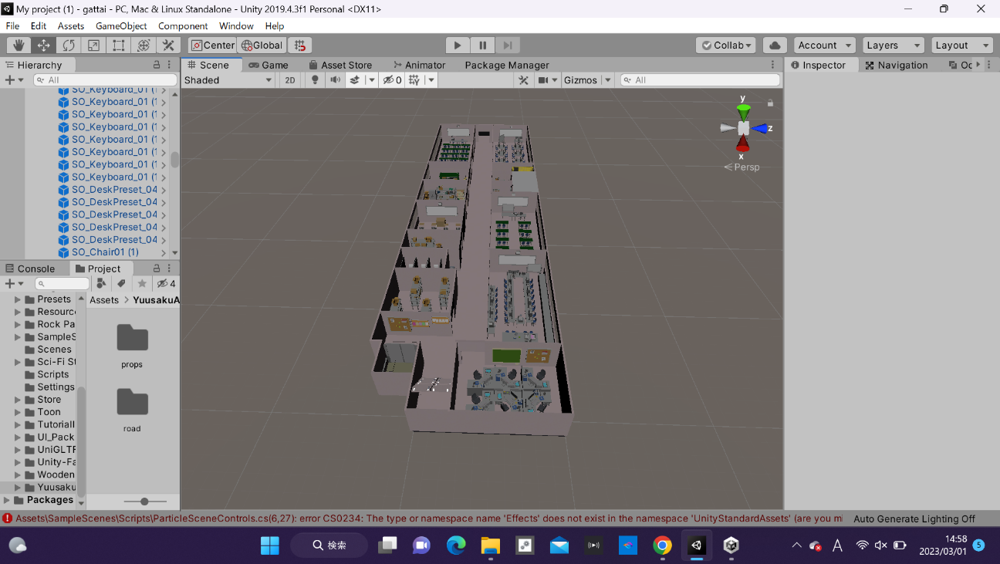 My project (1) - gattai - PC, Mac & Linux Standalone - Unity 2019.4.3f1 Personal <DX11>
File Edit Assets GameObject Component Window Help
Center Global Collab Account Layers Layout
Hierarchy
All
SO_Keyboard_01 (1
SO_Keyboard_01 (1
SO_Keyboard_01 (1
SO_Keyboard_01 (1
SO_Keyboard_01 (1
SO_Keyboard_01 (1
SO_Keyboard_01 (1
SO_Keyboard_01 (1
SO_DeskPreset_04
SO_DeskPreset_04
SO_DeskPreset_04
SO_DeskPreset_04
SO_DeskPreset_04
SO_Chair01 (1)
Console Project
4
Presets
Resourc
Rock Pa
SampleS
Scenes
Sci-Fi St
Scripts
Settings
Store
Toon
Tutoriall
UI_Pack
UniGLTF
Unity-Fa
Wooden
Yuusaku
Packages
Assets > YuusakuA
props
road
Scene Game Asset Store Animator Package Manager
Shaded 2D 0 Gizmos All
y
z
x
Persp
Inspector Navigation Oc
Assets\SampleScenes\Scripts\ParticleSceneControls.cs(6,27): error CS0234: The type or namespace name 'Effects' does not exist in the namespace 'UnityStandardAssets' (are you mi
Auto Generate Lighting Off
検索
A
14:58
2023/03/01
5